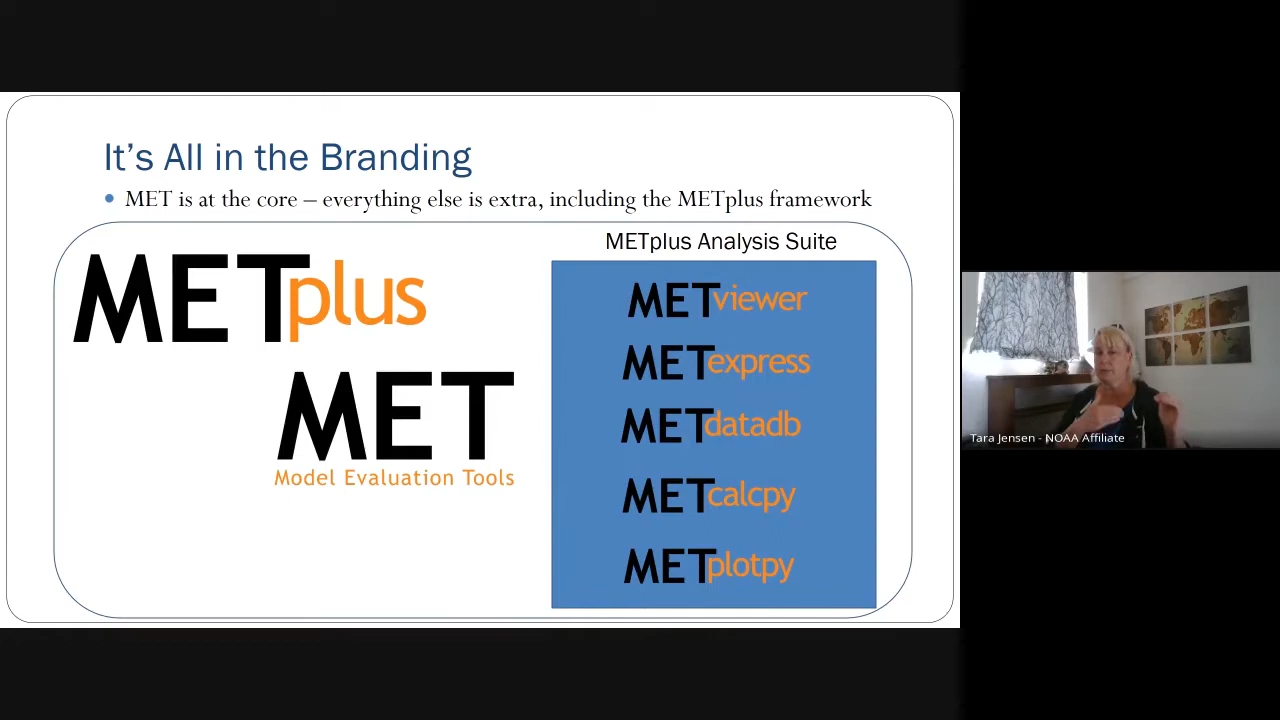 It’s All in the Branding
• MET is at the core – everything else is extra, including the METplus framework
METplus
MET
Model Evaluation Tools
METplus Analysis Suite
METviewer
METexpress
METdatadb
METcalcpy
METplotpy
Tara Jensen - NOAA Affiliate